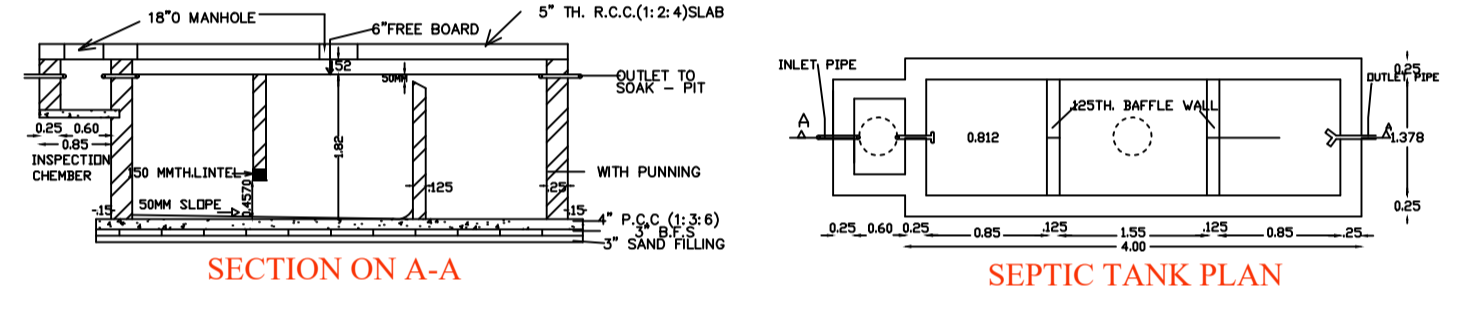 18"O MANHOLE
6"FREE BOARD
5" TH. R.C.C.(1:2:4)SLAB
.52
50MM
OUTLET TO
SOAK - PIT
0.25 0.60
0.85
INSPECTION
CHEMBER
150 MMTH.LINTEL
1.82
WITH PUNNING
0.4570
.125
.25
50MM SLOPE
.15
.15
4" P.C.C (1:3:6)
3" B.F.S
3" SAND FILLING
SECTION ON A-A
INLET PIPE
0.25
OUTLET PIPE
.125TH. BAFFLE WALL
A
0.812
A
1.378
0.25
0.25 0.60 0.25 0.85 .125 1.55 .125 0.85 .25
4.00
SEPTIC TANK PLAN